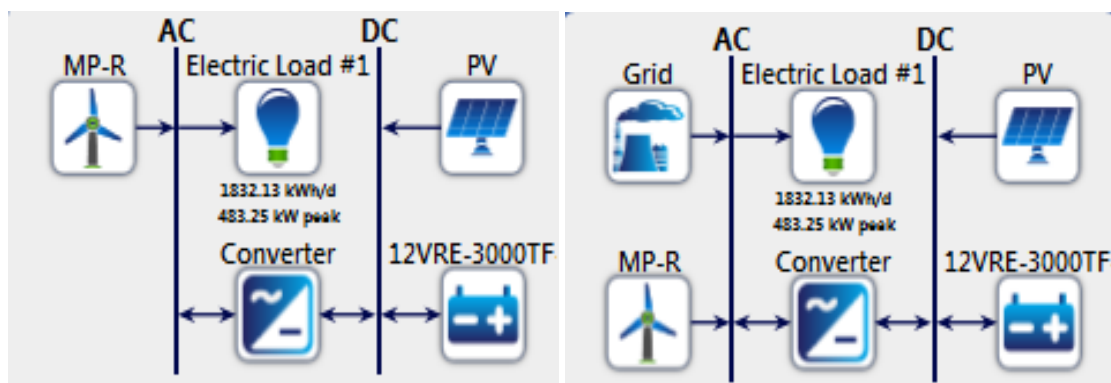 AC DC
MP-R Electric Load #1 PV
1832.13 kWh/d
483.25 kW peak
Converter 12VRE-3000TF
AC DC
Grid Electric Load #1 PV
1832.13 kWh/d
483.25 kW peak
MP-R Converter 12VRE-3000TF